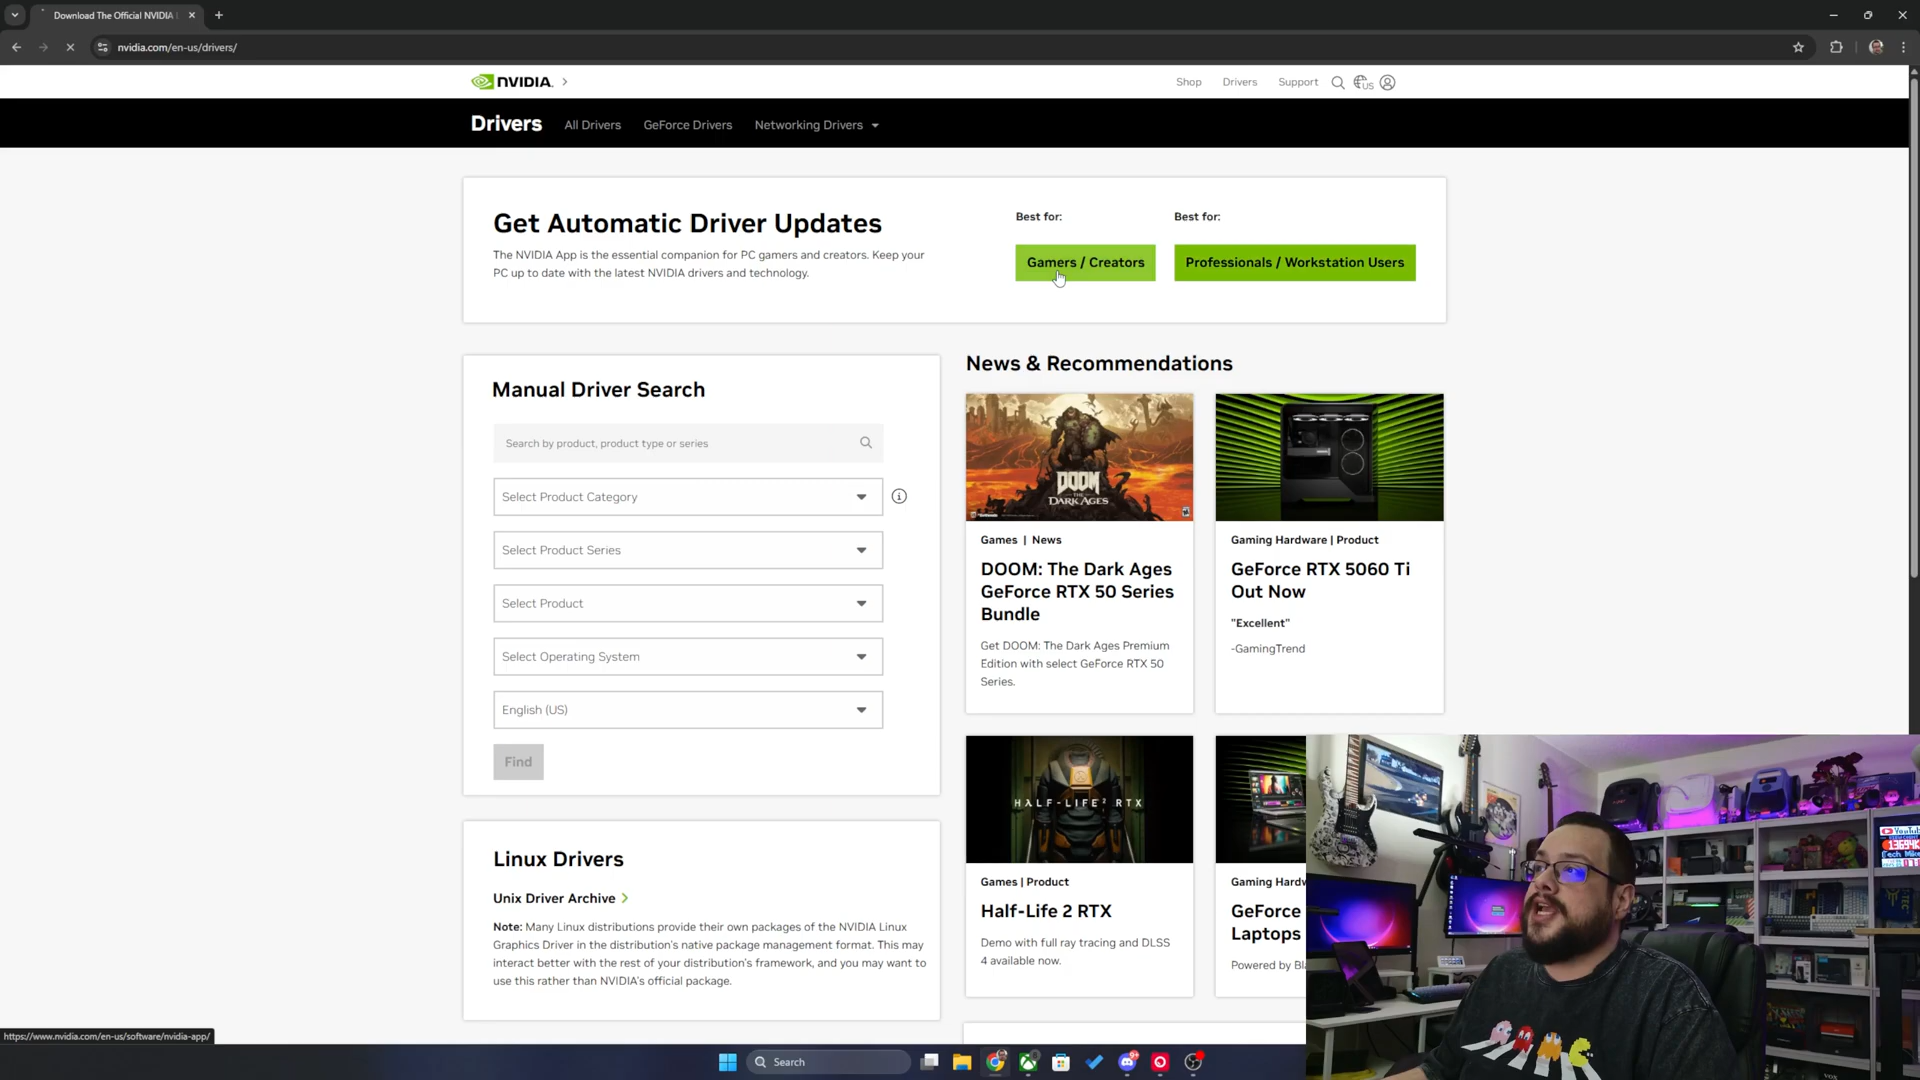 Download The Official NVIDIA
nvidia.com/en-us/drivers/
NVIDIA.
Shop
Drivers
Support
US
Drivers
All Drivers
GeForce Drivers
Networking Drivers
Get Automatic Driver Updates
The NVIDIA App is the essential companion for PC gamers and creators. Keep your
PC up to date with the latest NVIDIA drivers and technology.
Best for:
Gamers / Creators
Best for:
Professionals / Workstation Users
Manual Driver Search
Search by product, product type or series
Select Product Category
Select Product Series
Select Product
Select Operating System
English (US)
Find
Linux Drivers
Unix Driver Archive
Note: Many Linux distributions provide their own packages of the NVIDIA Linux
Graphics Driver in the distribution's native package management format. This may
interact better with the rest of your distribution's framework, and you may want to
use this rather than NVIDIA's official package.
News & Recommendations
DOOM
THE DARK AGES
Games | News
DOOM: The Dark Ages
GeForce RTX 50 Series
Bundle
Get DOOM: The Dark Ages Premium
Edition with select GeForce RTX 50
Series.
Gaming Hardware | Product
GeForce RTX 5060 Ti
Out Now
"Excellent"
-GamingTrend
HALF-LIFE² RTX
Games | Product
Half-Life 2 RTX
Demo with full ray tracing and DLSS
4 available now.
Gaming Hardw
GeForce
Laptops
Powered by Bla
YouTube
https://www.nvidia.com/en-us/software/nvidia-app/
Search